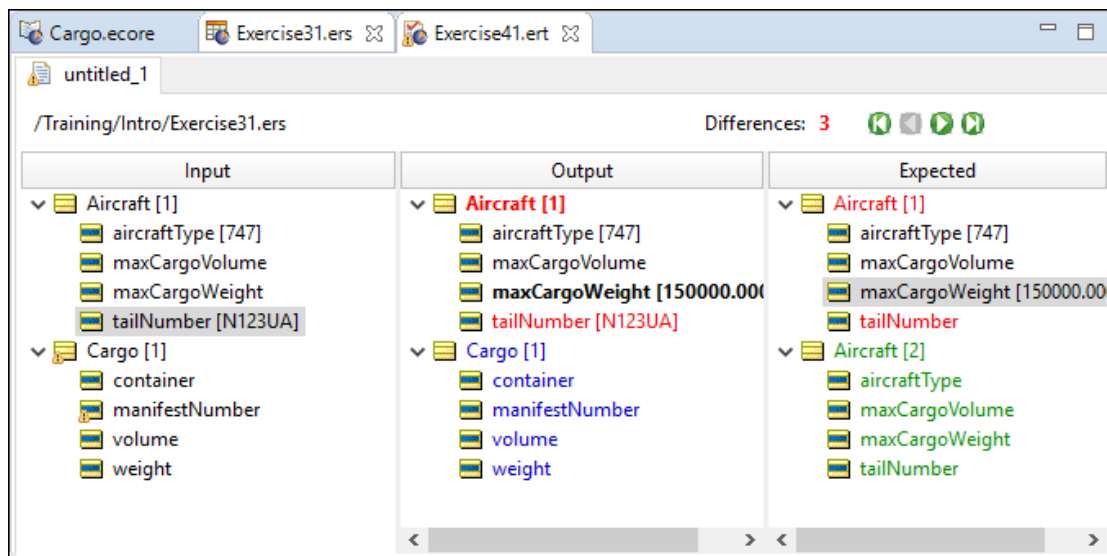 Cargo.ecore Exercise31.ers Exercise41.ert
untitled_1
/Training/Intro/Exercise31.ers Differences: 3
Input Output Expected
Aircraft [1] Aircraft [1] Aircraft [1]
aircraftType [747] aircraftType [747] aircraftType [747]
maxCargoVolume maxCargoVolume maxCargoVolume
maxCargoWeight maxCargoWeight [150000.00 maxCargoWeight [150000.00
tailNumber [N123UA] tailNumber [N123UA] tailNumber
Cargo [1] Cargo [1] Aircraft [2]
container container aircraftType
manifestNumber manifestNumber maxCargoVolume
volume volume maxCargoWeight
weight weight tailNumber